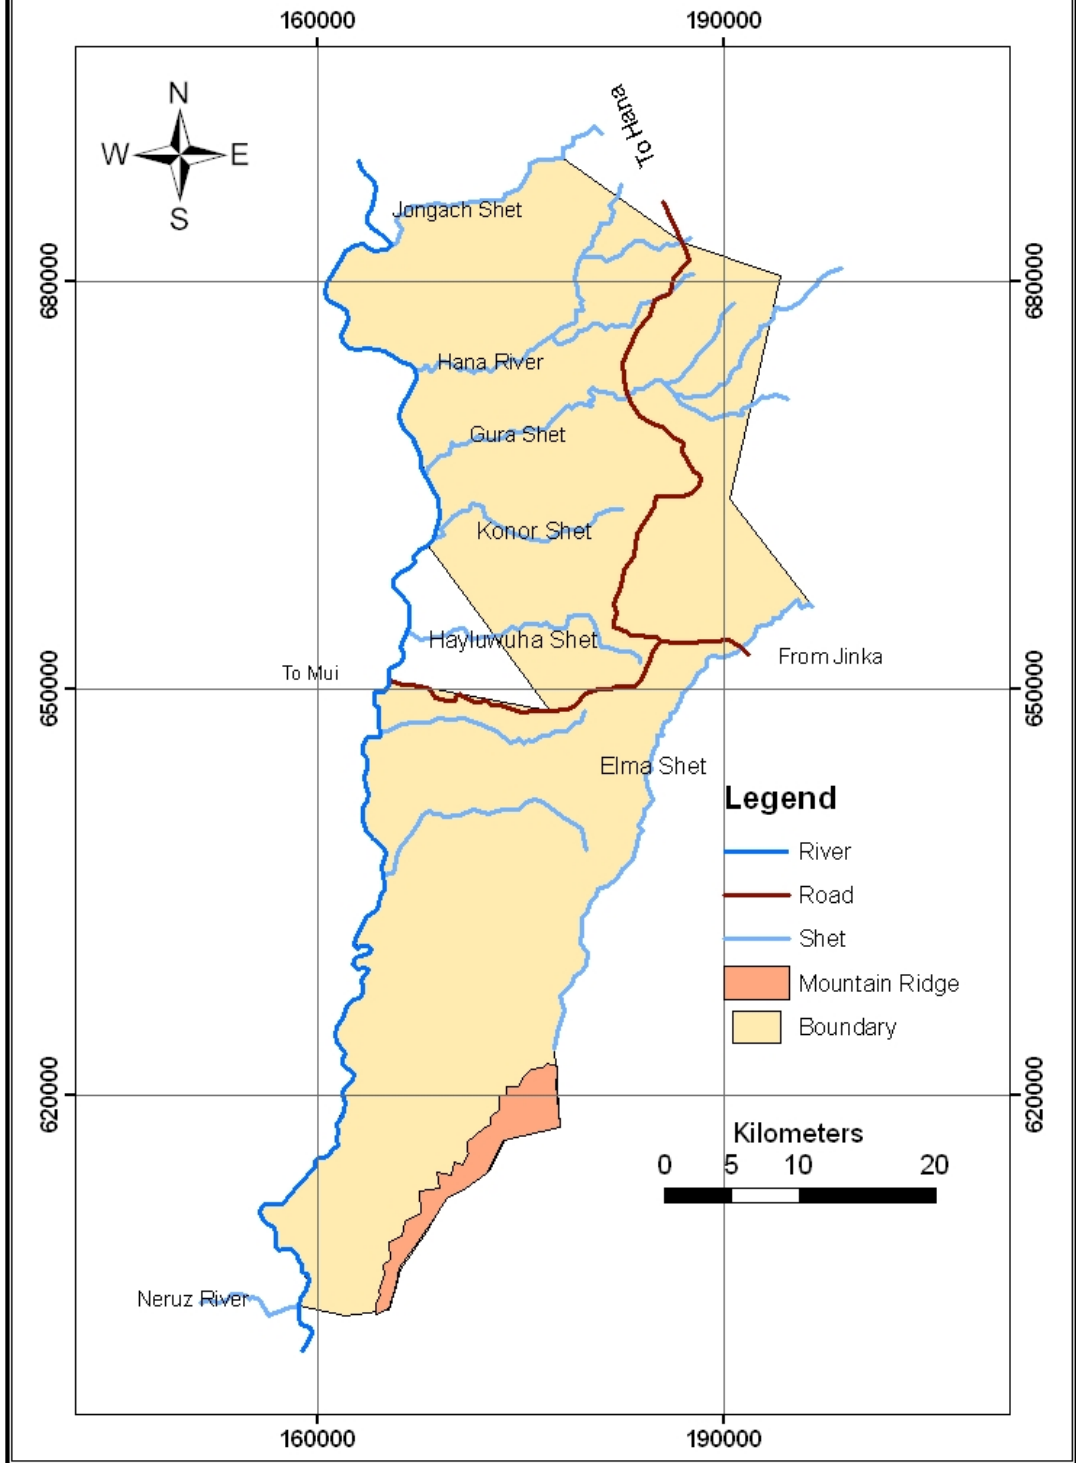 160000 190000
N
W E
S
To Hana
Jongach Shet
680000 680000
Hana River
Gura Shet
Konor Shet
Hayluwuha Shet
From Jinka
To Mui
650000 650000
Elma Shet
Legend
River
Road
Shet
Mountain Ridge
Boundary
620000 620000
Kilometers
0 5 10 20
Neruz River
160000 190000